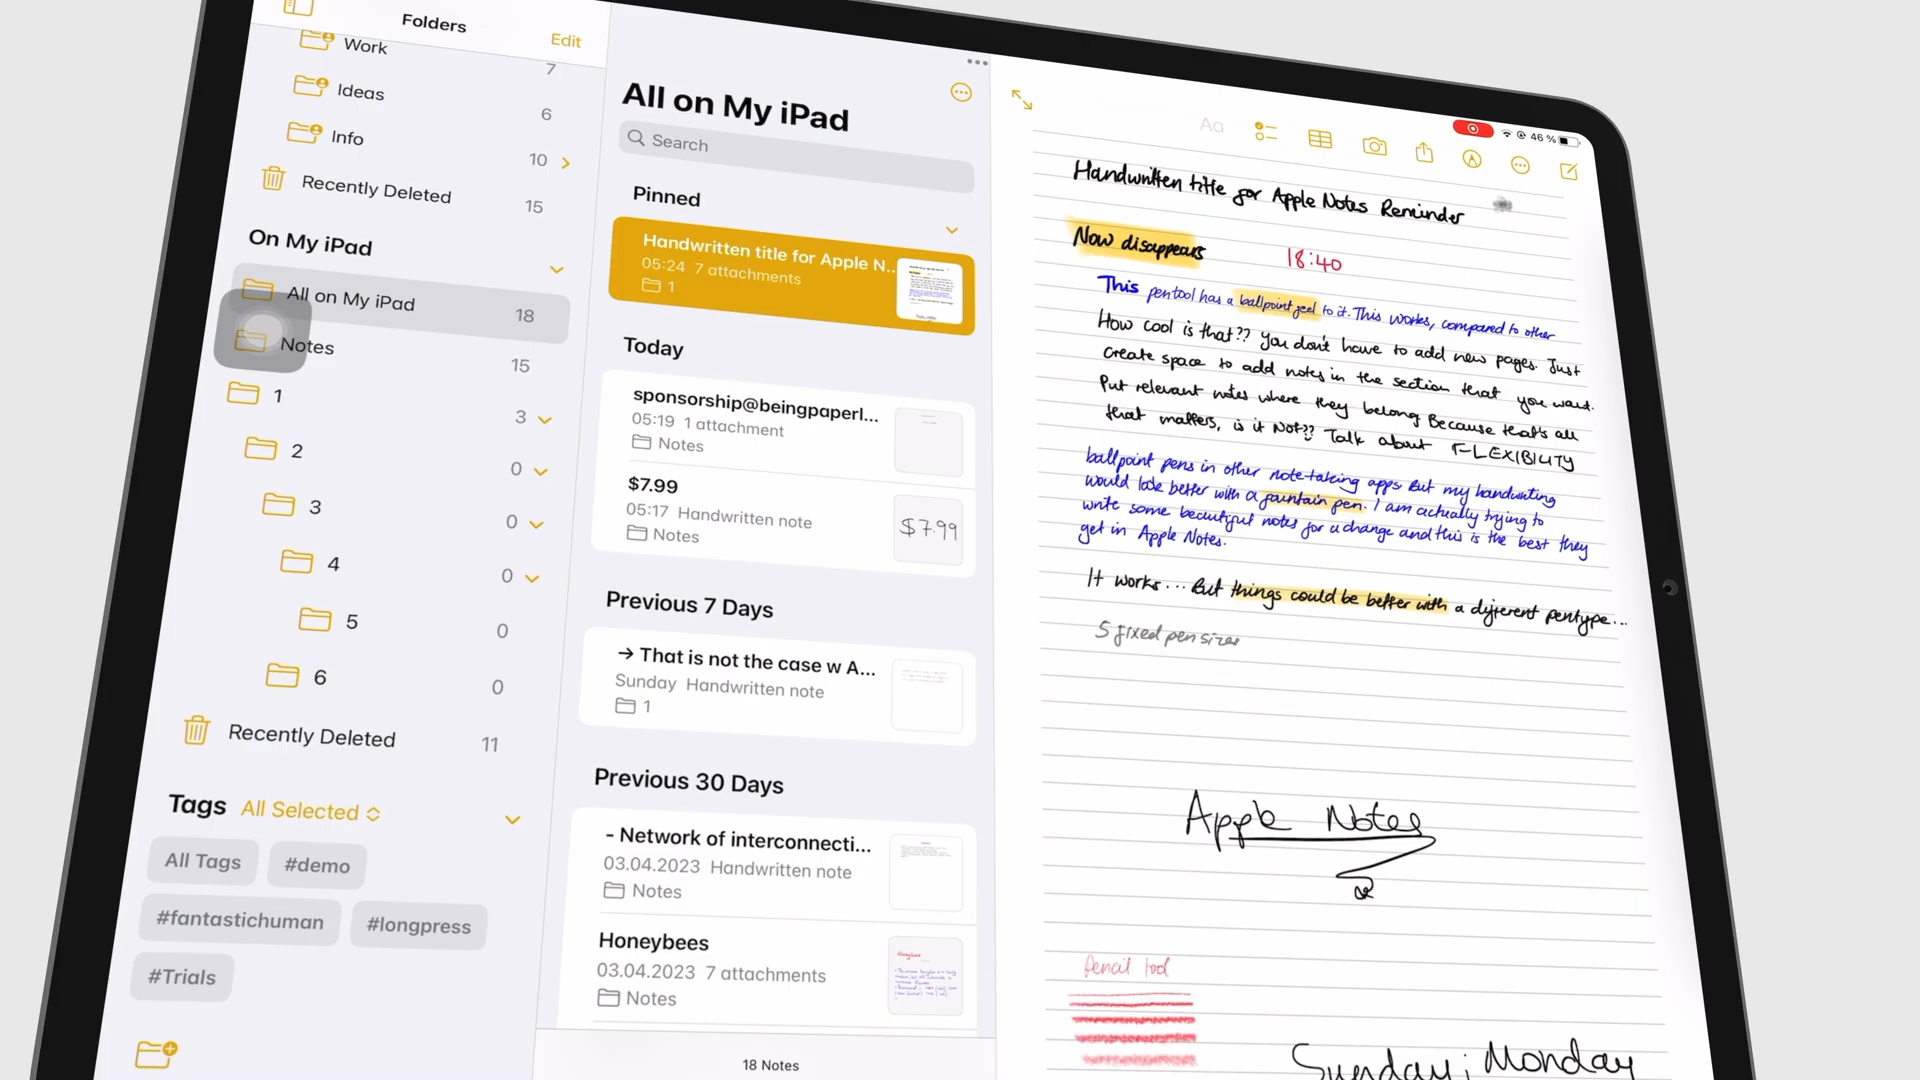 Folders
Edit
Work
7
Ideas
6
Info
10
Recently Deleted
15
On My iPad
All on My iPad
18
Notes
15
1
3
2
0
3
0
4
0
5
0
6
0
Recently Deleted
11
Tags All Selected
All Tags
#demo
#fantastichuman
#longpress
#Trials
All on My iPad
Search
Pinned
Handwritten title for Apple N...
05:24 7 attachments
1
Today
sponsorship@beingpaperl...
05:19 1 attachment
Notes
$7.99
05:17 Handwritten note
Notes
$7.99
Previous 7 Days
→ That is not the case w A...
Sunday Handwritten note
1
Previous 30 Days
- Network of interconnecti...
03.04.2023 Handwritten note
Notes
Honeybees
03.04.2023 7 attachments
Notes
18 Notes
46 %
Aa
Handwritten title for Apple Notes Reminder
Now disappears
18:40
This pentool has a ballpoint feel to it. This works, compared to other
How cool is that?? You don't have to add new pages. Just
create space to add notes in the section that you want.
Put relevant notes where they belong Because that's all
that matters, is it Not?? Talk about FLEXIBILITY
ballpoint pens in other note-taking apps But my handwriting
would look better with a fountain pen. I am actually trying to
write some beautiful notes for a change and this is the best they
get in Apple Notes.
It works... But things could be better with a different pentype...
5 fixed pen sizes
Apple Notes
Pencil tool
Sunday; Monday